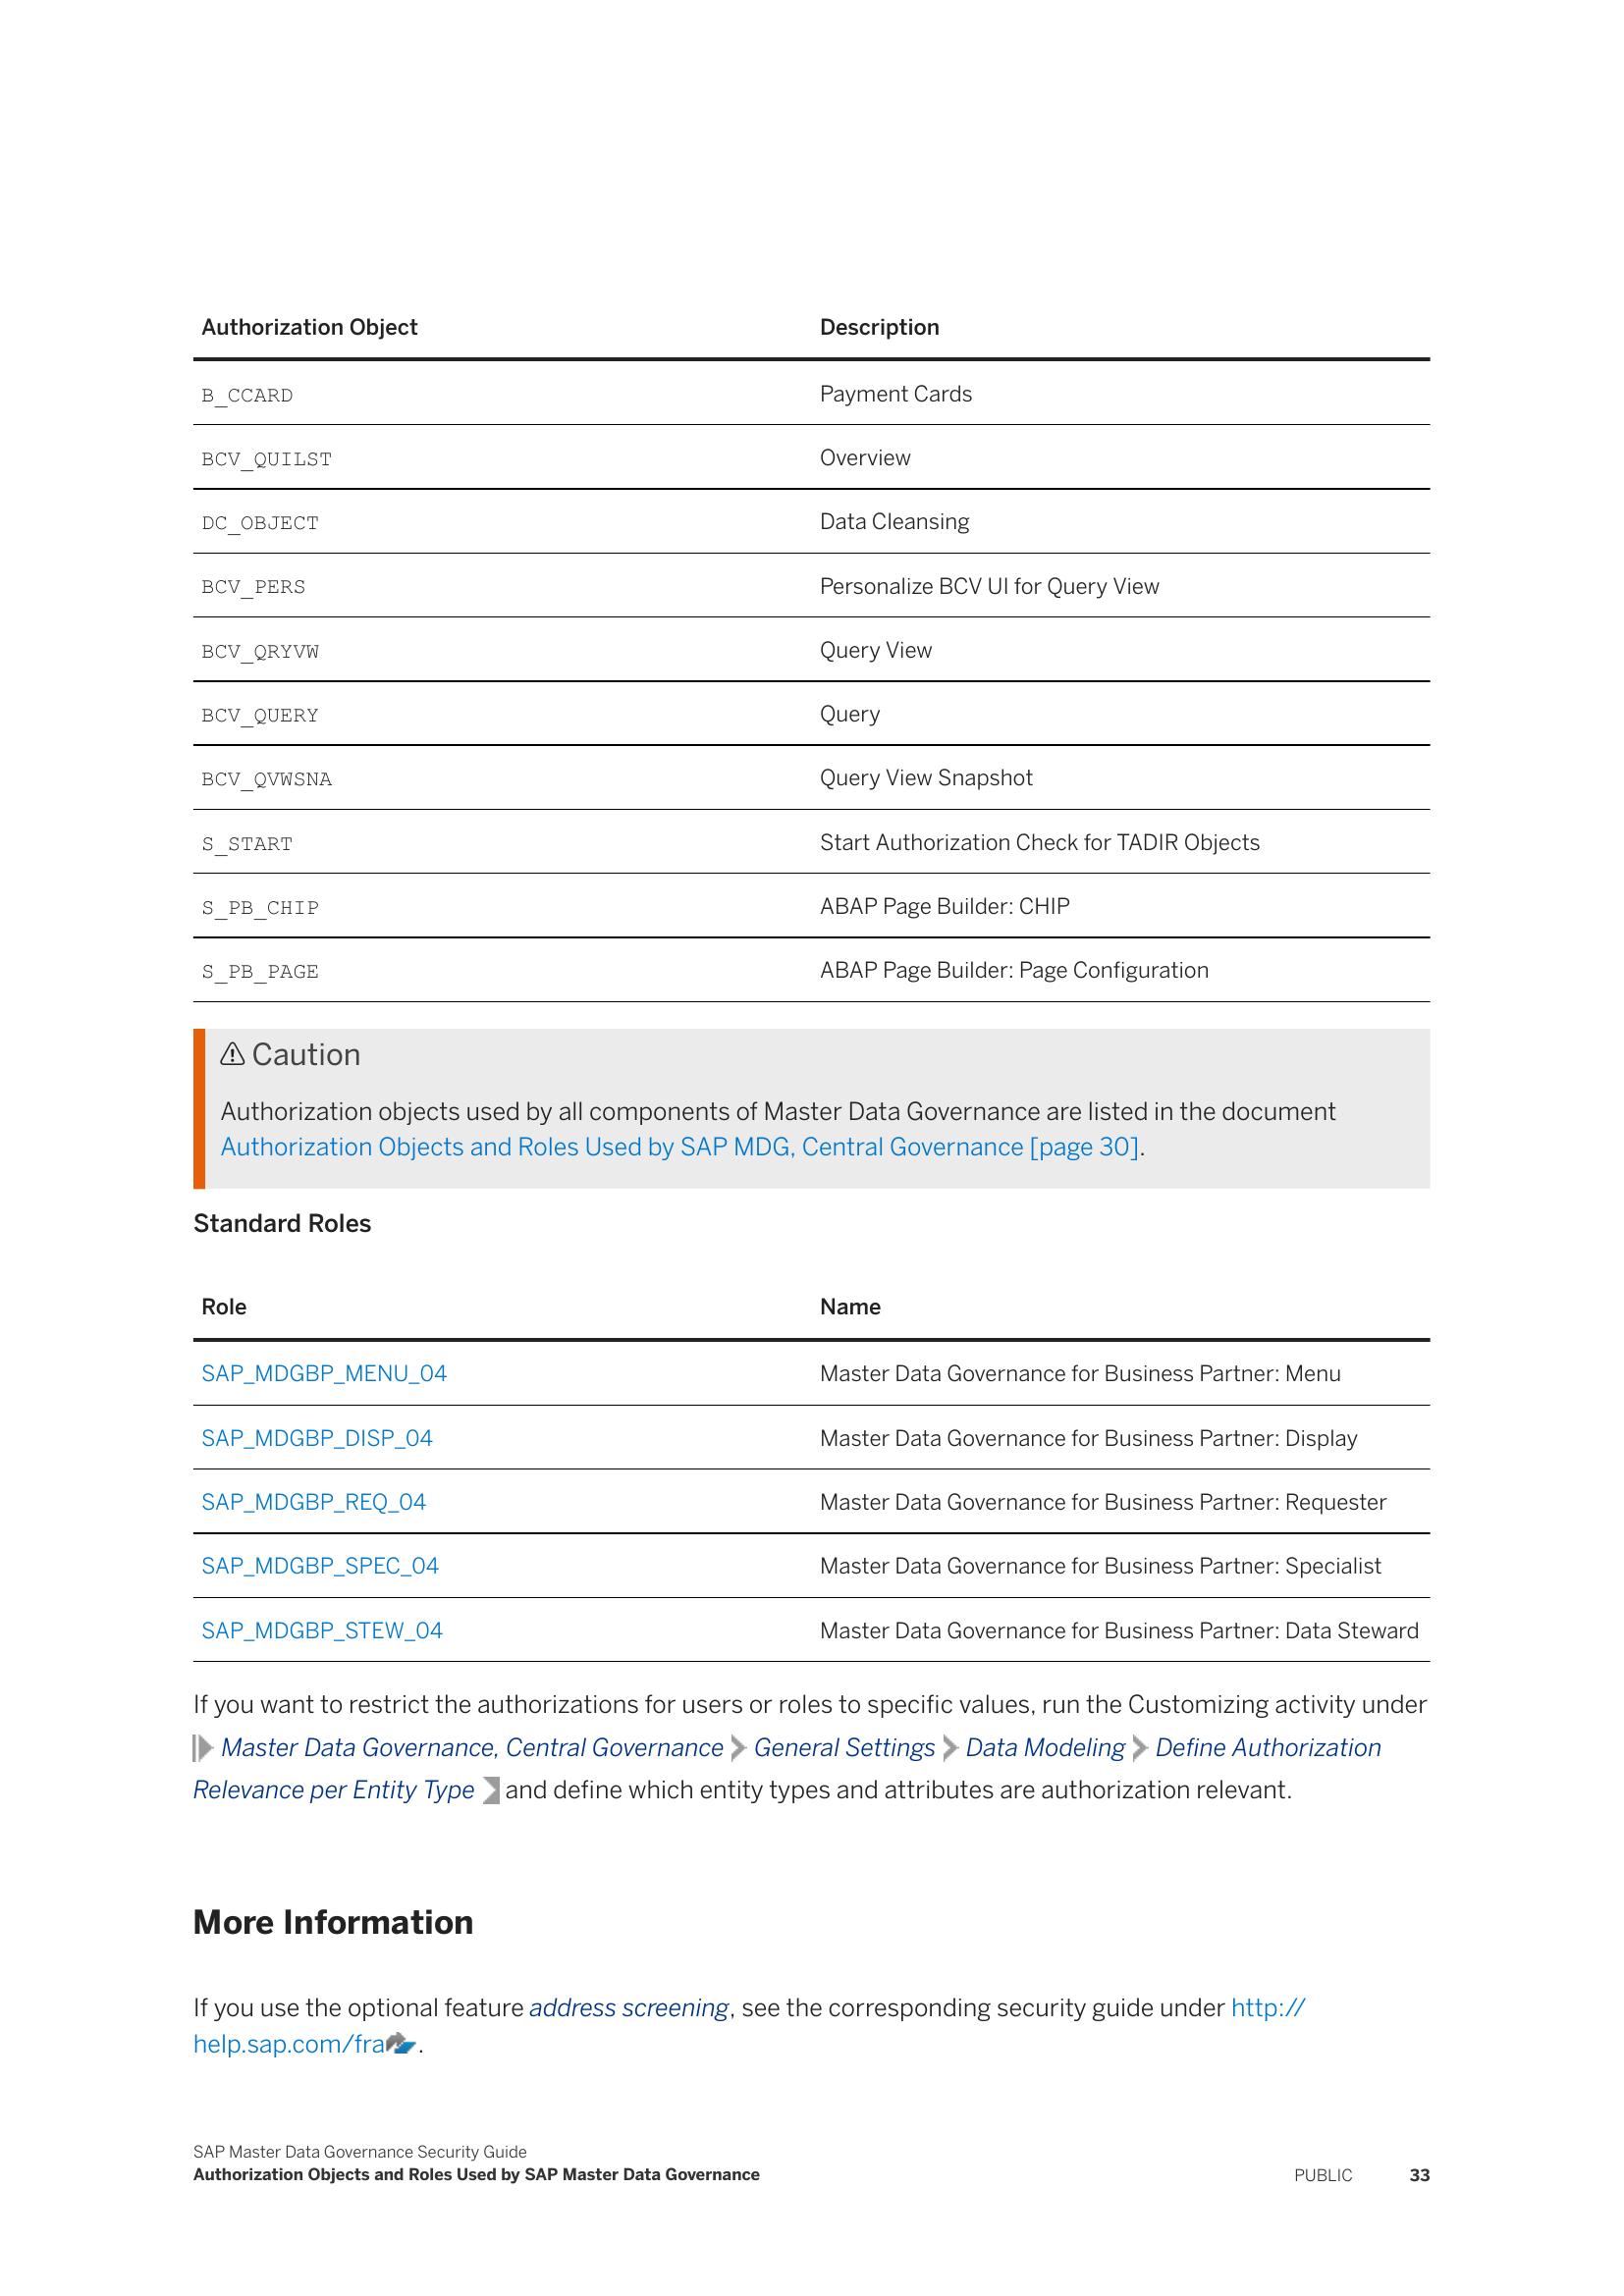 Authorization Object Description
B_CCARD Payment Cards
BCV_QUILST Overview
DC_OBJECT Data Cleansing
BCV_PERS Personalize BCV UI for Query View
BCV_QRYVW Query View
BCV_QUERY Query
BCV_QVWSNA Query View Snapshot
S_START Start Authorization Check for TADIR Objects
S_PB_CHIP ABAP Page Builder: CHIP
S_PB_PAGE ABAP Page Builder: Page Configuration
Caution
Authorization objects used by all components of Master Data Governance are listed in the document
Authorization Objects and Roles Used by SAP MDG, Central Governance [page 30].
Standard Roles
Role Name
SAP_MDGBP_MENU_04 Master Data Governance for Business Partner: Menu
SAP_MDGBP_DISP_04 Master Data Governance for Business Partner: Display
SAP_MDGBP_REQ_04 Master Data Governance for Business Partner: Requester
SAP_MDGBP_SPEC_04 Master Data Governance for Business Partner: Specialist
SAP_MDGBP_STEW_04 Master Data Governance for Business Partner: Data Steward
If you want to restrict the authorizations for users or roles to specific values, run the Customizing activity under
Master Data Governance, Central Governance General Settings Data Modeling Define Authorization
Relevance per Entity Type and define which entity types and attributes are authorization relevant.
More Information
If you use the optional feature address screening, see the corresponding security guide under http://
help.sap.com/fra.
SAP Master Data Governance Security Guide
Authorization Objects and Roles Used by SAP Master Data Governance PUBLIC 33